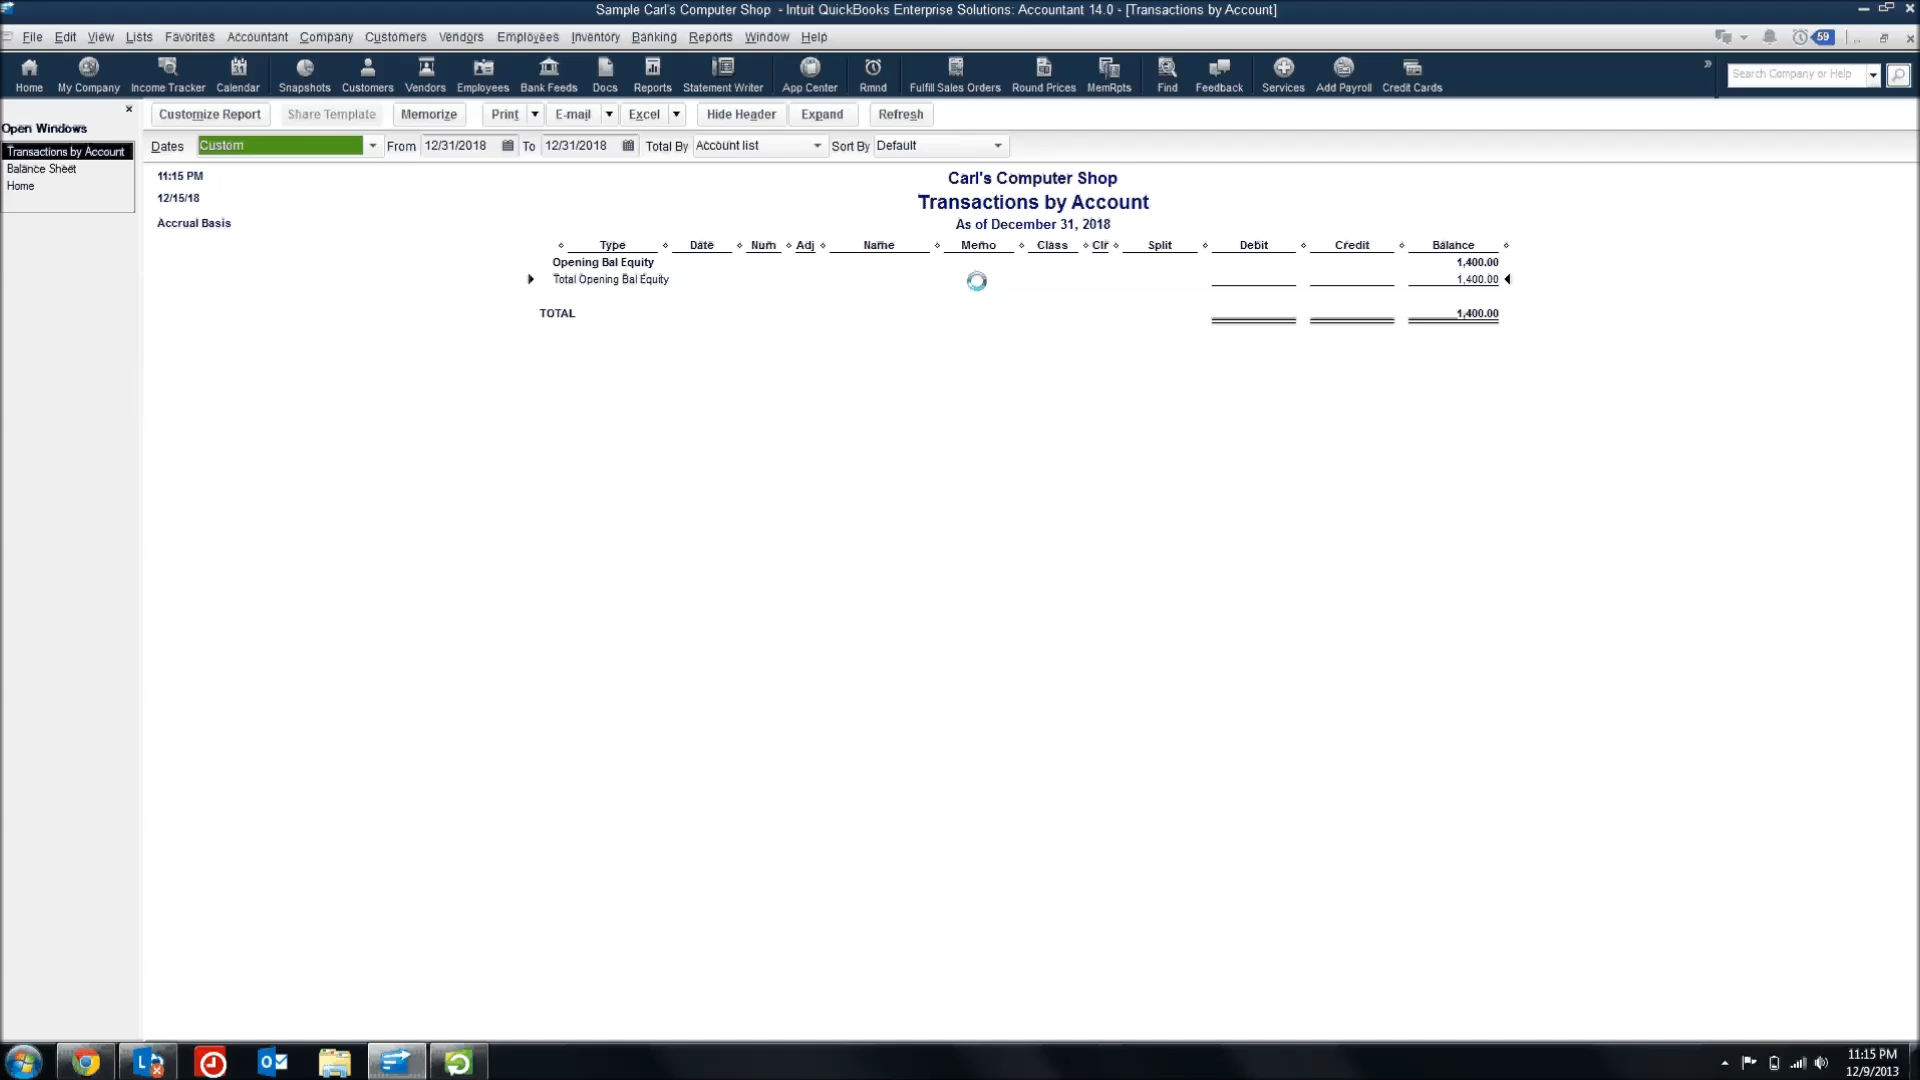 Sample Carl's Computer Shop - Intuit QuickBooks Enterprise Solutions: Accountant 14.0 - [Transactions by Account]
File Edit View Lists Favorites Accountant Company Customers Vendors Employees Inventory Banking Reports Window Help 59
Home My Company Income Tracker Calendar Snapshots Customers Vendors Employees Bank Feeds Docs Reports Statement Writer App Center Rmnd Fulfill Sales Orders Round Prices MemRpts Find Feedback Services Add Payroll Credit Cards » Search Company or Help
Open Windows
Transactions by Account
Balance Sheet
Home
Customize Report Share Template Memorize Print E-mail Excel Hide Header Expand Refresh
Dates Custom From 12/31/2018 To 12/31/2018 Total By Account list Sort By Default
11:15 PM
12/15/18
Accrual Basis
Carl's Computer Shop
Transactions by Account
As of December 31, 2018
Type Date Num Adj Name Memo Class Clr Split Debit Credit Balance
Opening Bal Equity 1,400.00
Total Opening Bal Equity 1,400.00
TOTAL 1,400.00
11:15 PM
12/9/2013